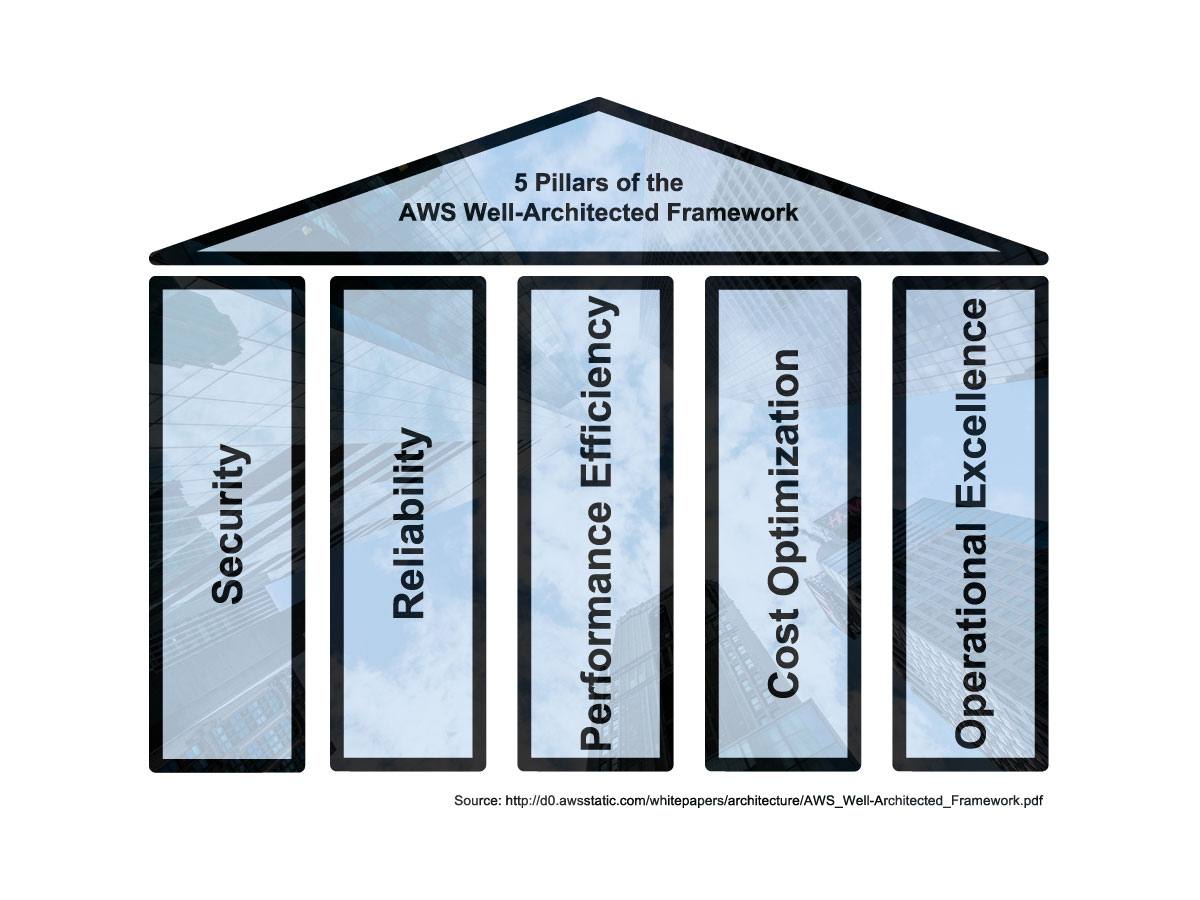 5 Pillars of the
AWS Well-Architected Framework
Security
Reliability
Performance Efficiency
Cost Optimization
Operational Excellence
Source: http://d0.awsstatic.com/whitepapers/architecture/AWS_Well-Architected_Framework.pdf